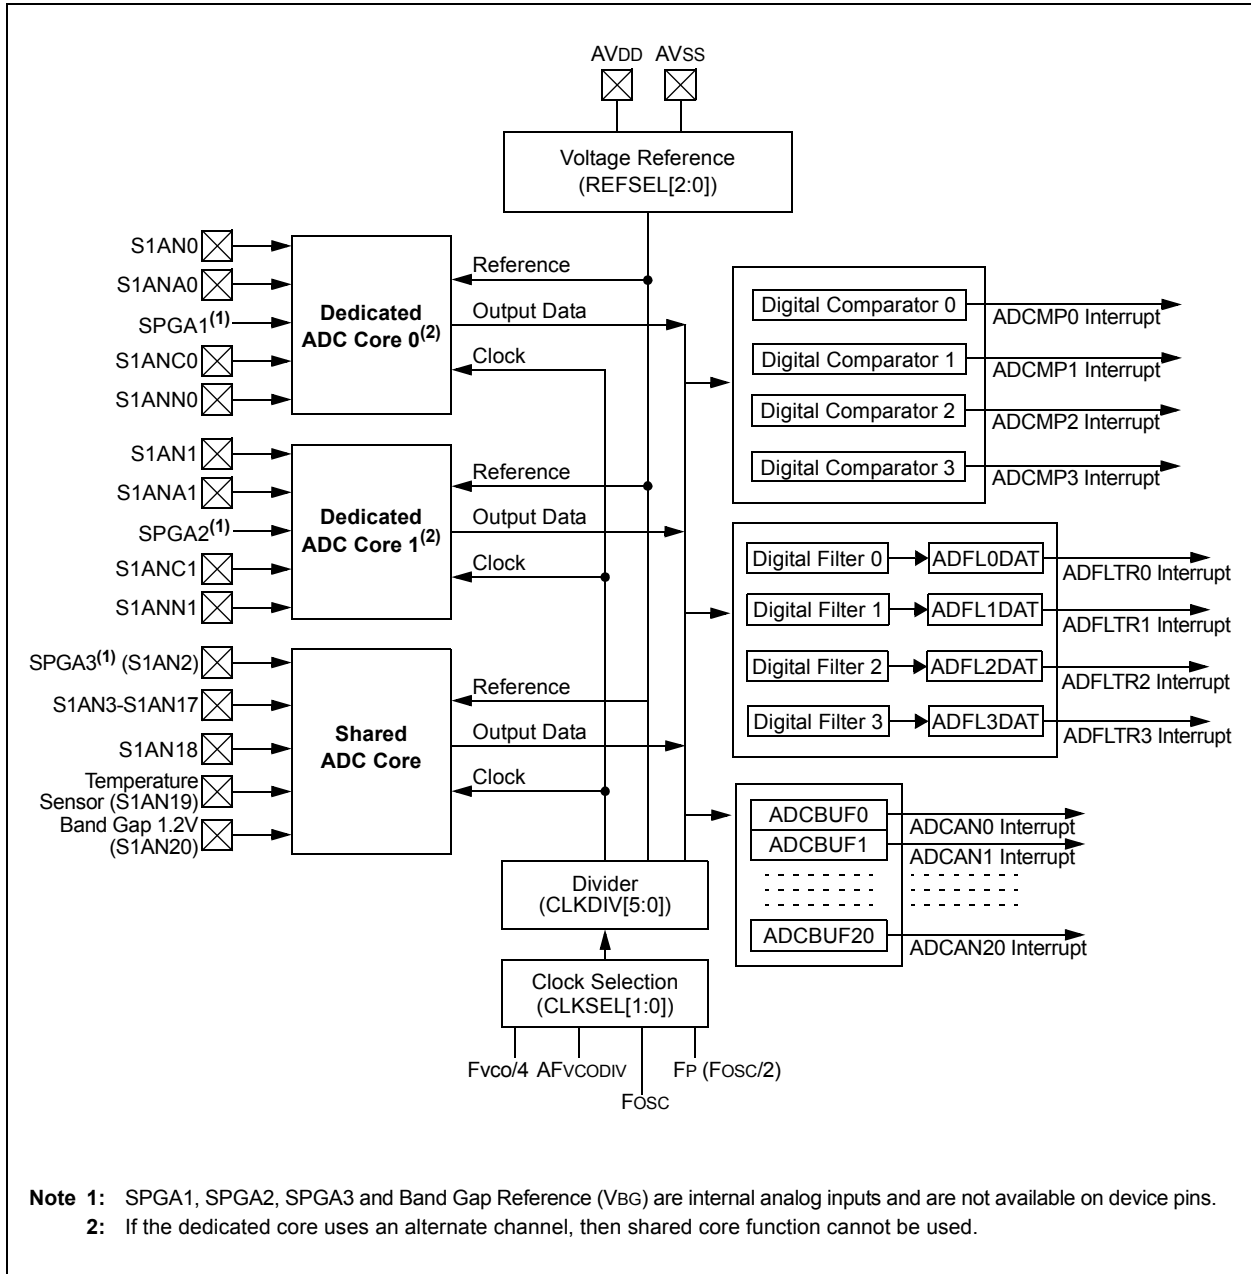 AVDD AVSS
Voltage Reference
(REFSEL[2:0])
S1AN0
S1ANA0
SPGA1(1)
S1ANC0
S1ANN0
Dedicated
ADC Core 0(2)
Reference
Output Data
Clock
S1AN1
S1ANA1
SPGA2(1)
S1ANC1
S1ANN1
Dedicated
ADC Core 1(2)
Reference
Output Data
Clock
SPGA3(1) (S1AN2)
S1AN3-S1AN17
S1AN18
Temperature
Sensor (S1AN19)
Band Gap 1.2V
(S1AN20)
Shared
ADC Core
Reference
Output Data
Clock
Digital Comparator 0
ADCMP0 Interrupt
Digital Comparator 1
ADCMP1 Interrupt
Digital Comparator 2
ADCMP2 Interrupt
Digital Comparator 3
ADCMP3 Interrupt
Digital Filter 0
ADFL0DAT
ADFLTR0 Interrupt
Digital Filter 1
ADFL1DAT
ADFLTR1 Interrupt
Digital Filter 2
ADFL2DAT
ADFLTR2 Interrupt
Digital Filter 3
ADFL3DAT
ADFLTR3 Interrupt
ADCBUF0
ADCAN0 Interrupt
ADCBUF1
ADCAN1 Interrupt
ADCBUF20
ADCAN20 Interrupt
Divider
(CLKDIV[5:0])
Clock Selection
(CLKSEL[1:0])
Fvco/4 AFVCODIV FP (FOSC/2)
FOSC
Note 1: SPGA1, SPGA2, SPGA3 and Band Gap Reference (VBG) are internal analog inputs and are not available on device pins.
2: If the dedicated core uses an alternate channel, then shared core function cannot be used.